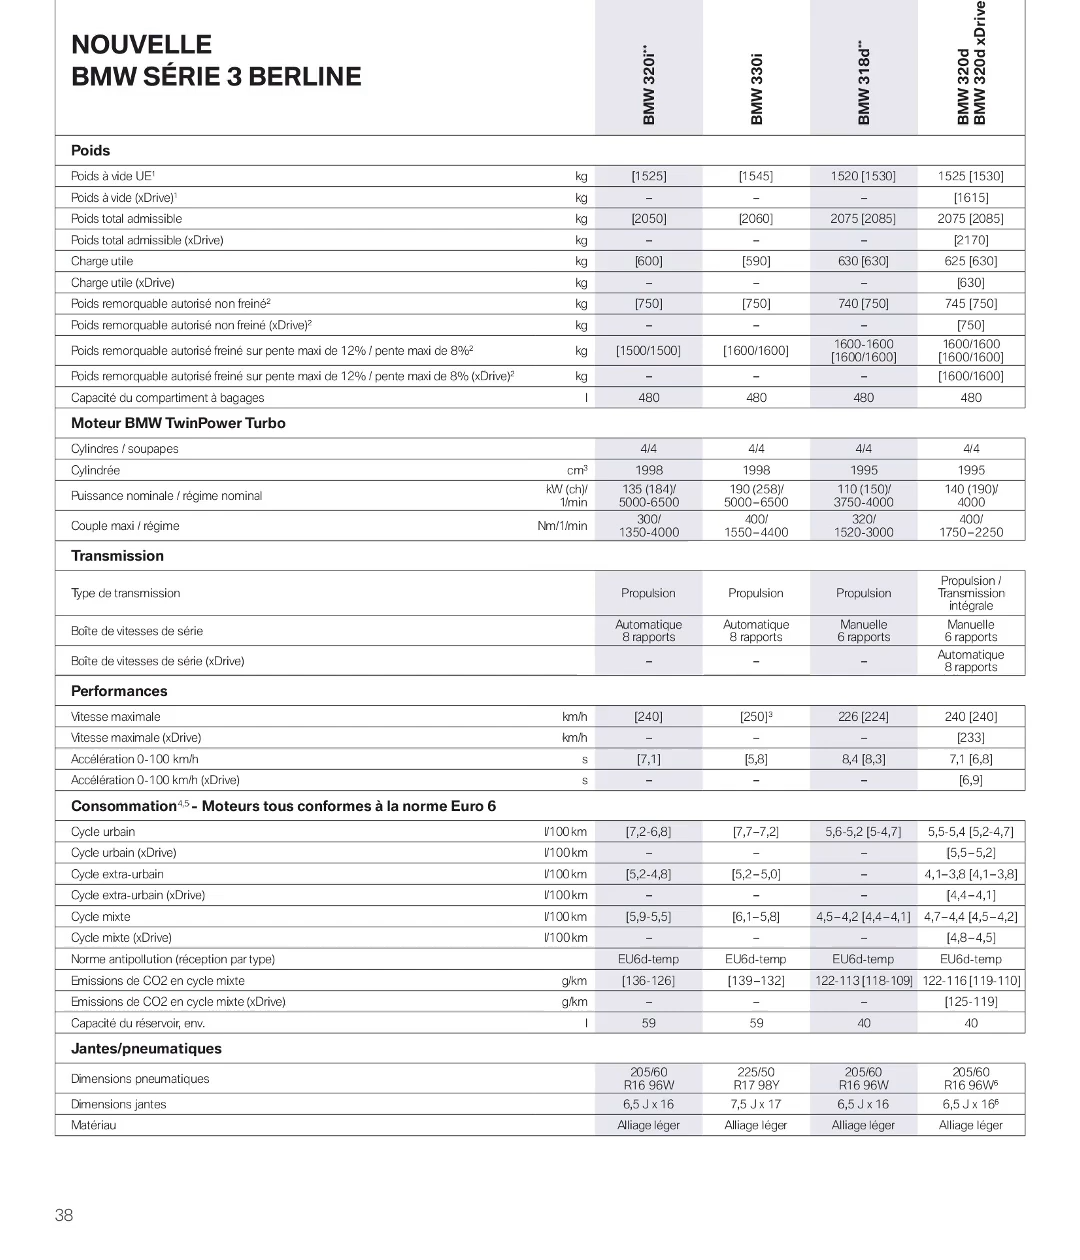 NOUVELLE
BMW SÉRIE 3 BERLINE
BMW 320i**
BMW 330i
BMW 318d**
BMW 320d
BMW 320d xDrive
Poids
Poids à vide UE¹ kg [1525] [1545] 1520 [1530] 1525 [1530]
Poids à vide (xDrive)¹ kg – – – [1615]
Poids total admissible kg [2050] [2060] 2075 [2085] 2075 [2085]
Poids total admissible (xDrive) kg – – – [2170]
Charge utile kg [600] [590] 630 [630] 625 [630]
Charge utile (xDrive) kg – – – [630]
Poids remorquable autorisé non freiné² kg [750] [750] 740 [750] 745 [750]
Poids remorquable autorisé non freiné (xDrive)² kg – – – [750]
Poids remorquable autorisé freiné sur pente maxi de 12% / pente maxi de 8%² kg [1500/1500] [1600/1600] 1600-1600 [1600/1600] 1600/1600 [1600/1600]
Poids remorquable autorisé freiné sur pente maxi de 12% / pente maxi de 8% (xDrive)² kg – – – [1600/1600]
Capacité du compartiment à bagages l 480 480 480 480
Moteur BMW TwinPower Turbo
Cylindres / soupapes 4/4 4/4 4/4 4/4
Cylindrée cm³ 1998 1998 1995 1995
Puissance nominale / régime nominal kW (ch)/ 1/min 135 (184)/ 5000-6500 190 (258)/ 5000–6500 110 (150)/ 3750-4000 140 (190)/ 4000
Couple maxi / régime Nm/1/min 300/ 1350-4000 400/ 1550–4400 320/ 1520-3000 400/ 1750–2250
Transmission
Type de transmission Propulsion Propulsion Propulsion Propulsion / Transmission intégrale
Boîte de vitesses de série Automatique 8 rapports Automatique 8 rapports Manuelle 6 rapports Manuelle 6 rapports
Boîte de vitesses de série (xDrive) – – – Automatique 8 rapports
Performances
Vitesse maximale km/h [240] [250]³ 226 [224] 240 [240]
Vitesse maximale (xDrive) km/h – – – [233]
Accélération 0-100 km/h s [7,1] [5,8] 8,4 [8,3] 7,1 [6,8]
Accélération 0-100 km/h (xDrive) s – – – [6,9]
Consommation⁴,⁵ - Moteurs tous conformes à la norme Euro 6
Cycle urbain l/100 km [7,2-6,8] [7,7–7,2] 5,6-5,2 [5-4,7] 5,5-5,4 [5,2-4,7]
Cycle urbain (xDrive) l/100 km – – – [5,5–5,2]
Cycle extra-urbain l/100 km [5,2-4,8] [5,2–5,0] – 4,1–3,8 [4,1–3,8]
Cycle extra-urbain (xDrive) l/100 km – – – [4,4–4,1]
Cycle mixte l/100 km [5,9-5,5] [6,1–5,8] 4,5–4,2 [4,4–4,1] 4,7–4,4 [4,5–4,2]
Cycle mixte (xDrive) l/100 km – – – [4,8–4,5]
Norme antipollution (réception par type) EU6d-temp EU6d-temp EU6d-temp EU6d-temp
Emissions de CO2 en cycle mixte g/km [136-126] [139–132] 122-113 [118-109] 122-116 [119-110]
Emissions de CO2 en cycle mixte (xDrive) g/km – – – [125-119]
Capacité du réservoir, env. l 59 59 40 40
Jantes/pneumatiques
Dimensions pneumatiques 205/60 R16 96W 225/50 R17 98Y 205/60 R16 96W 205/60 R16 96W⁶
Dimensions jantes 6,5 J x 16 7,5 J x 17 6,5 J x 16 6,5 J x 16⁶
Matériau Alliage léger Alliage léger Alliage léger Alliage léger
38